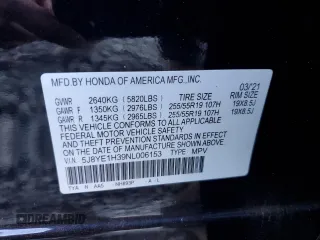 MFD. BY HONDA OF AMERICA MFG., INC. 03/21
GVWR 2640KG (5820LBS) TIRE SIZE RIM SIZE
GAWR F 1350KG (2976LBS) 255/55R19 107H 19X8.5J
GAWR R 1345KG (2965LBS) 255/55R19 107H 19X8.5J
THIS VEHICLE CONFORMS TO ALL APPLICABLE
FEDERAL MOTOR VEHICLE SAFETY
AND THEFT PREVENTION STANDARDS IN EFFECT
ON THE DATE OF MANUFACTURE SHOWN ABOVE.
V.I.N: 5J8YE1H39NL006153 TYPE: MPV
TYA N AA5
DREAMBID